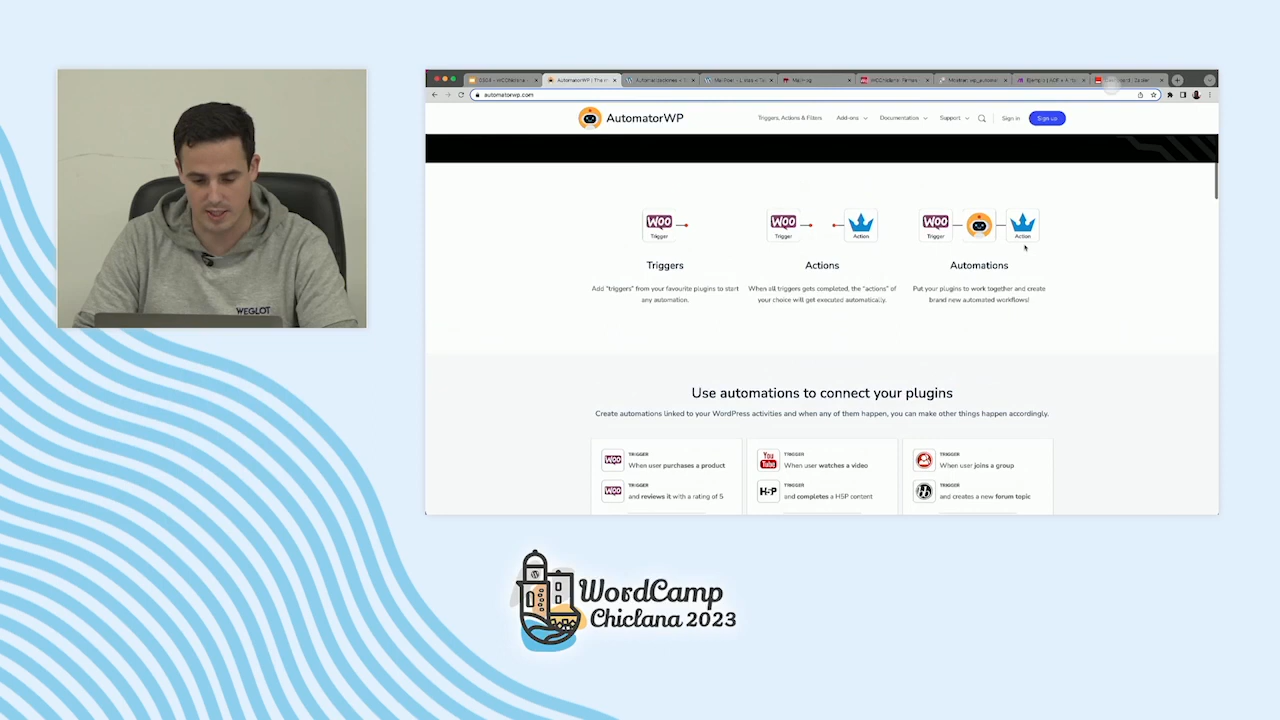 WEGLOT
AutomatorWP | The n
automatorwp.com
AutomatorWP
Triggers, Actions & Filters
Add-ons
Documentation
Support
Sign in
Sign up
WOO
Trigger
WOO
Trigger
Action
WOO
Trigger
Action
Triggers
Actions
Automations
Add "triggers" from your favourite plugins to start
any automation.
When all triggers gets completed, the "actions" of
your choice will get executed automatically.
Put your plugins to work together and create
brand new automated workflows!
Use automations to connect your plugins
Create automations linked to your WordPress activities and when any of them happen, you can make other things happen accordingly.
WOO
TRIGGER
When user purchases a product
WOO
TRIGGER
and reviews it with a rating of 5
You
Tube
TRIGGER
When user watches a video
H5P
TRIGGER
and completes a H5P content
TRIGGER
When user joins a group
TRIGGER
and creates a new forum topic
WordCamp
Chiclana 2023